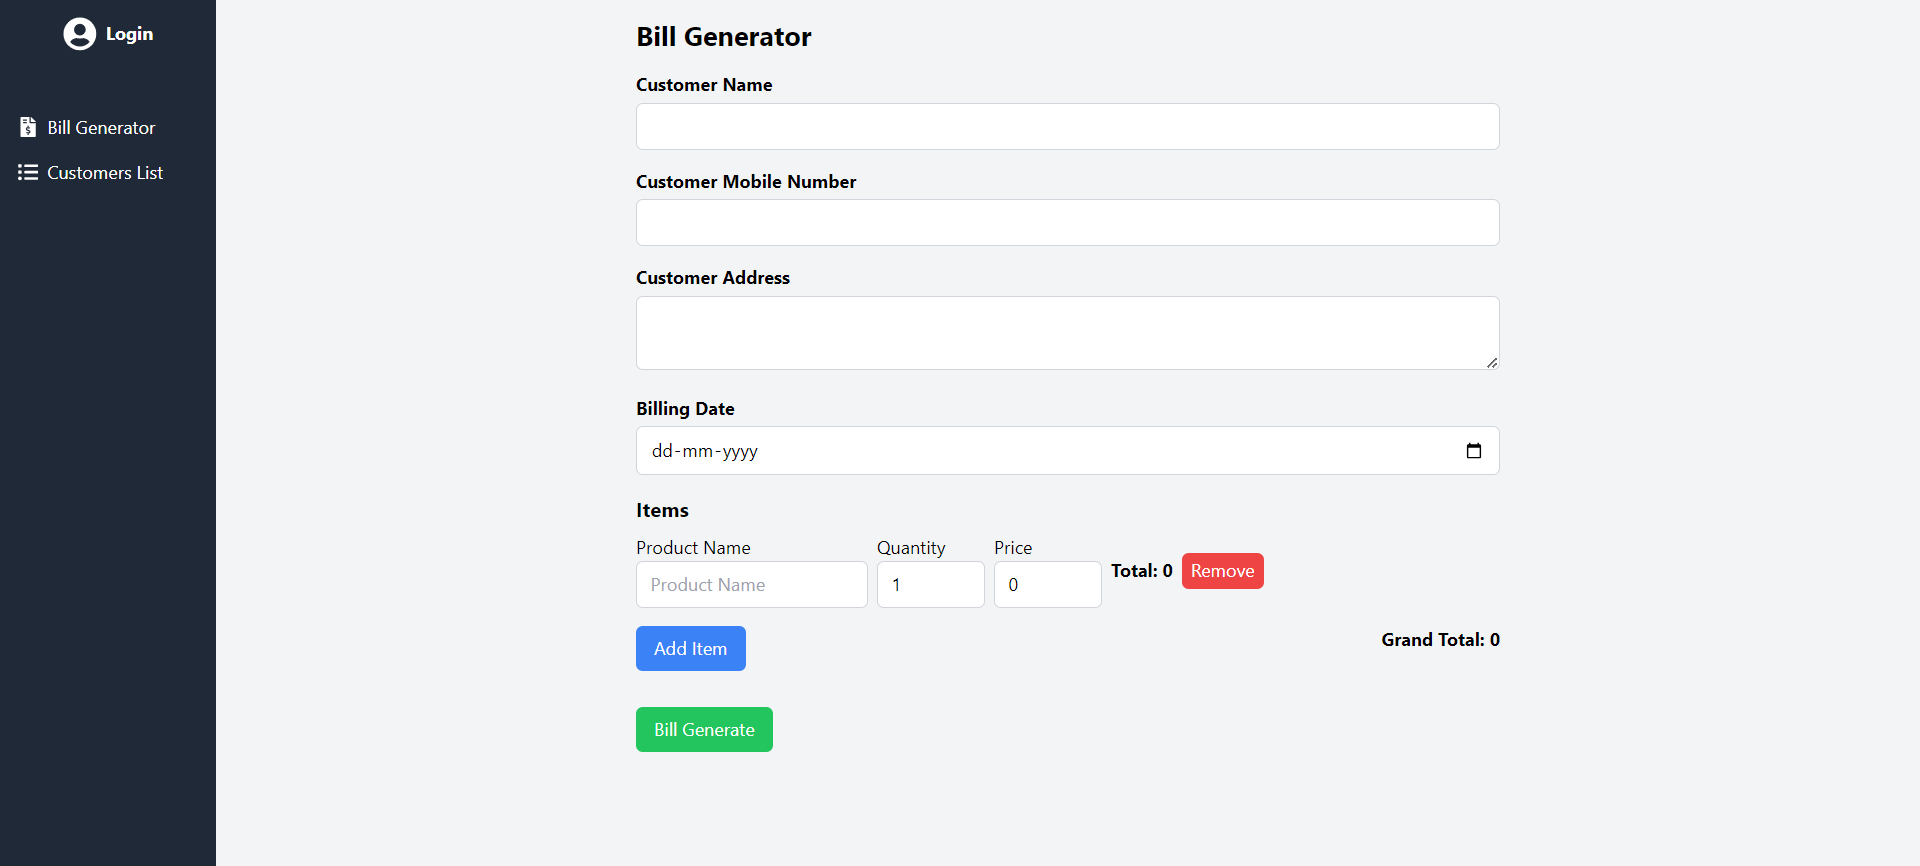 Login
Bill Generator
Customers List
Bill Generator
Customer Name
Customer Mobile Number
Customer Address
Billing Date
dd-mm-yyyy
Items
Product Name Quantity Price
Product Name 1 0 Total: 0 Remove
Add Item Grand Total: 0
Bill Generate